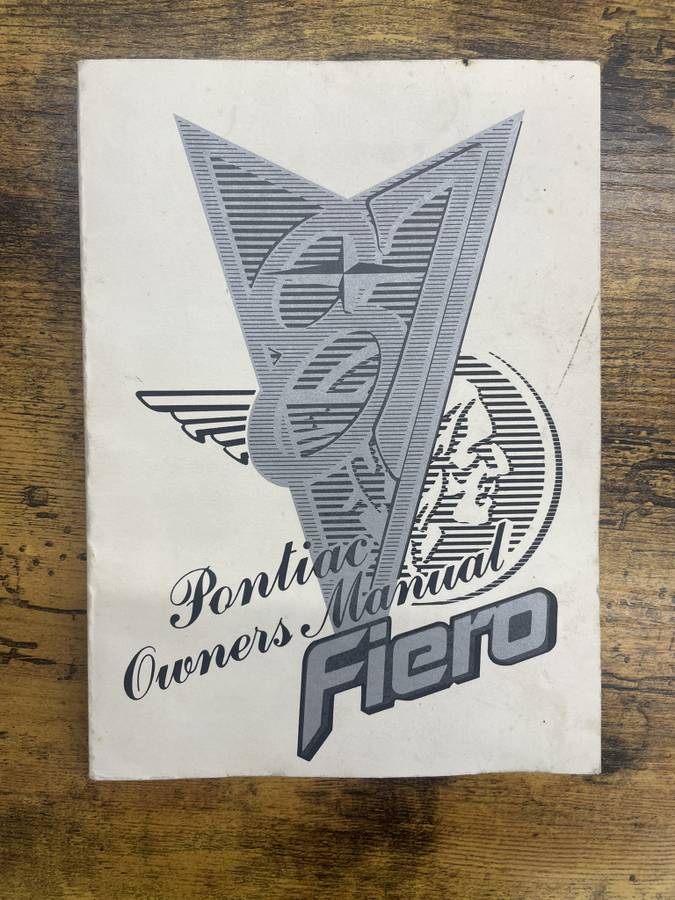 Pontiac
Owners Manual
Fiero